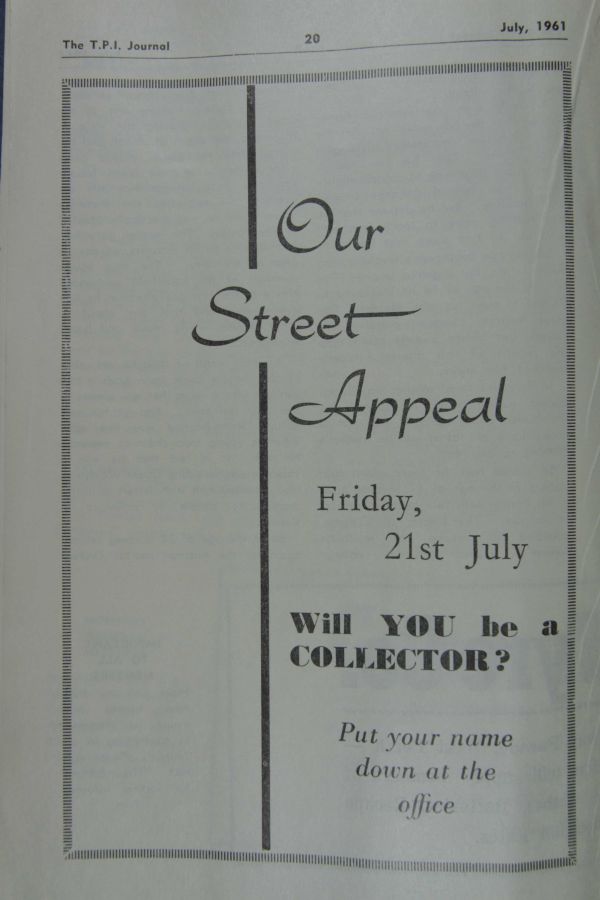 The T.P.I. Journal 20 July, 1961
Our
Street
Appeal
Friday,
21st July
Will YOU be a
COLLECTOR?
Put your name
down at the
office